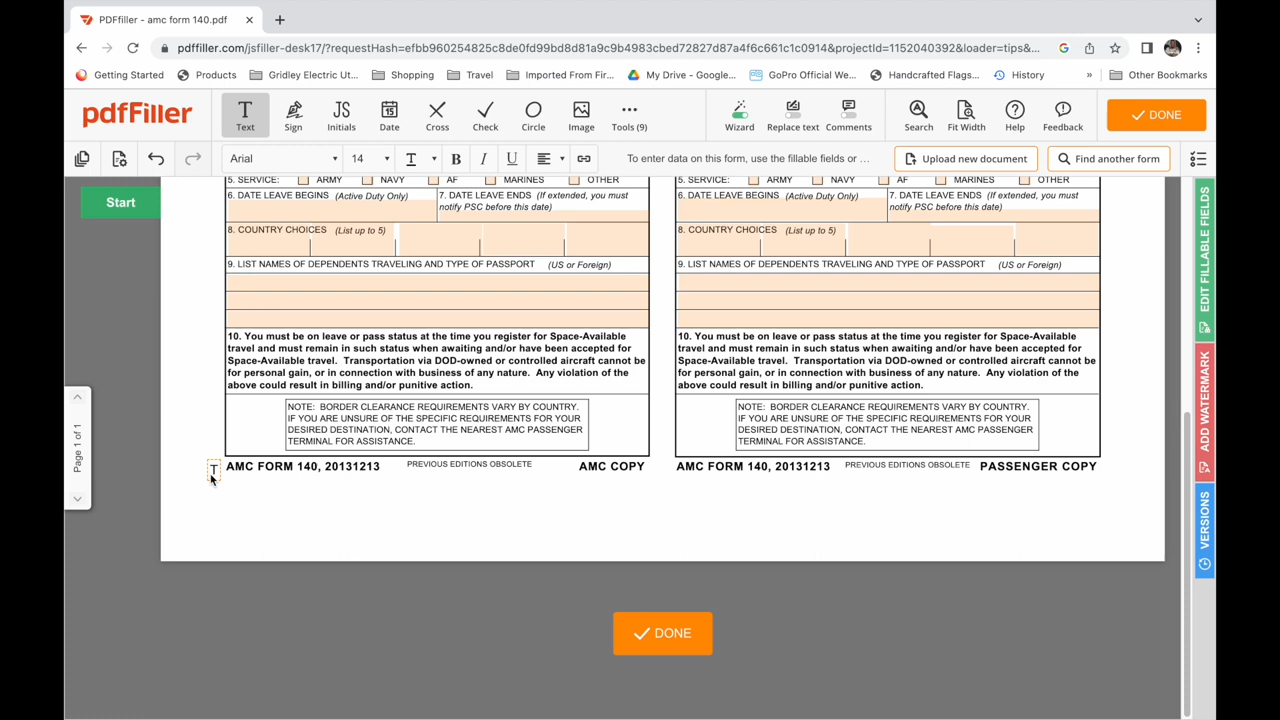 PDFfiller - amc form 140.pdf
pdffiller.com/jsfiller-desk17/?requestHash=efbb960254825c8de0fd99bd8d81a9c9b4983cbed72827d87a4f6c661c1c0914&projectId=1152040392&loader=tips&...
Getting Started Products Gridley Electric Ut... Shopping Travel Imported From Fir... My Drive - Google... GoPro Official We... Handcrafted Flags... History » Other Bookmarks
pdfFiller
Text Sign Initials Date Cross Check Circle Image Tools (9) Wizard Replace text Comments Search Fit Width Help Feedback DONE
Arial 14 T B I U To enter data on this form, use the fillable fields or ... Upload new document Find another form
Start
5. SERVICE: ARMY NAVY AF MARINES OTHER
6. DATE LEAVE BEGINS (Active Duty Only)
7. DATE LEAVE ENDS (If extended, you must
notify PSC before this date)
8. COUNTRY CHOICES (List up to 5)
9. LIST NAMES OF DEPENDENTS TRAVELING AND TYPE OF PASSPORT (US or Foreign)
10. You must be on leave or pass status at the time you register for Space-Available
travel and must remain in such status when awaiting and/or have been accepted for
Space-Available travel. Transportation via DOD-owned or controlled aircraft cannot be
for personal gain, or in connection with business of any nature. Any violation of the
above could result in billing and/or punitive action.
NOTE: BORDER CLEARANCE REQUIREMENTS VARY BY COUNTRY.
IF YOU ARE UNSURE OF THE SPECIFIC REQUIREMENTS FOR YOUR
DESIRED DESTINATION, CONTACT THE NEAREST AMC PASSENGER
TERMINAL FOR ASSISTANCE.
T
AMC FORM 140, 20131213 PREVIOUS EDITIONS OBSOLETE AMC COPY
5. SERVICE: ARMY NAVY AF MARINES OTHER
6. DATE LEAVE BEGINS (Active Duty Only)
7. DATE LEAVE ENDS (If extended, you must
notify PSC before this date)
8. COUNTRY CHOICES (List up to 5)
9. LIST NAMES OF DEPENDENTS TRAVELING AND TYPE OF PASSPORT (US or Foreign)
10. You must be on leave or pass status at the time you register for Space-Available
travel and must remain in such status when awaiting and/or have been accepted for
Space-Available travel. Transportation via DOD-owned or controlled aircraft cannot be
for personal gain, or in connection with business of any nature. Any violation of the
above could result in billing and/or punitive action.
NOTE: BORDER CLEARANCE REQUIREMENTS VARY BY COUNTRY.
IF YOU ARE UNSURE OF THE SPECIFIC REQUIREMENTS FOR YOUR
DESIRED DESTINATION, CONTACT THE NEAREST AMC PASSENGER
TERMINAL FOR ASSISTANCE.
AMC FORM 140, 20131213 PREVIOUS EDITIONS OBSOLETE PASSENGER COPY
Page 1 of 1
EDIT FILLABLE FIELDS
ADD WATERMARK
VERSIONS
DONE